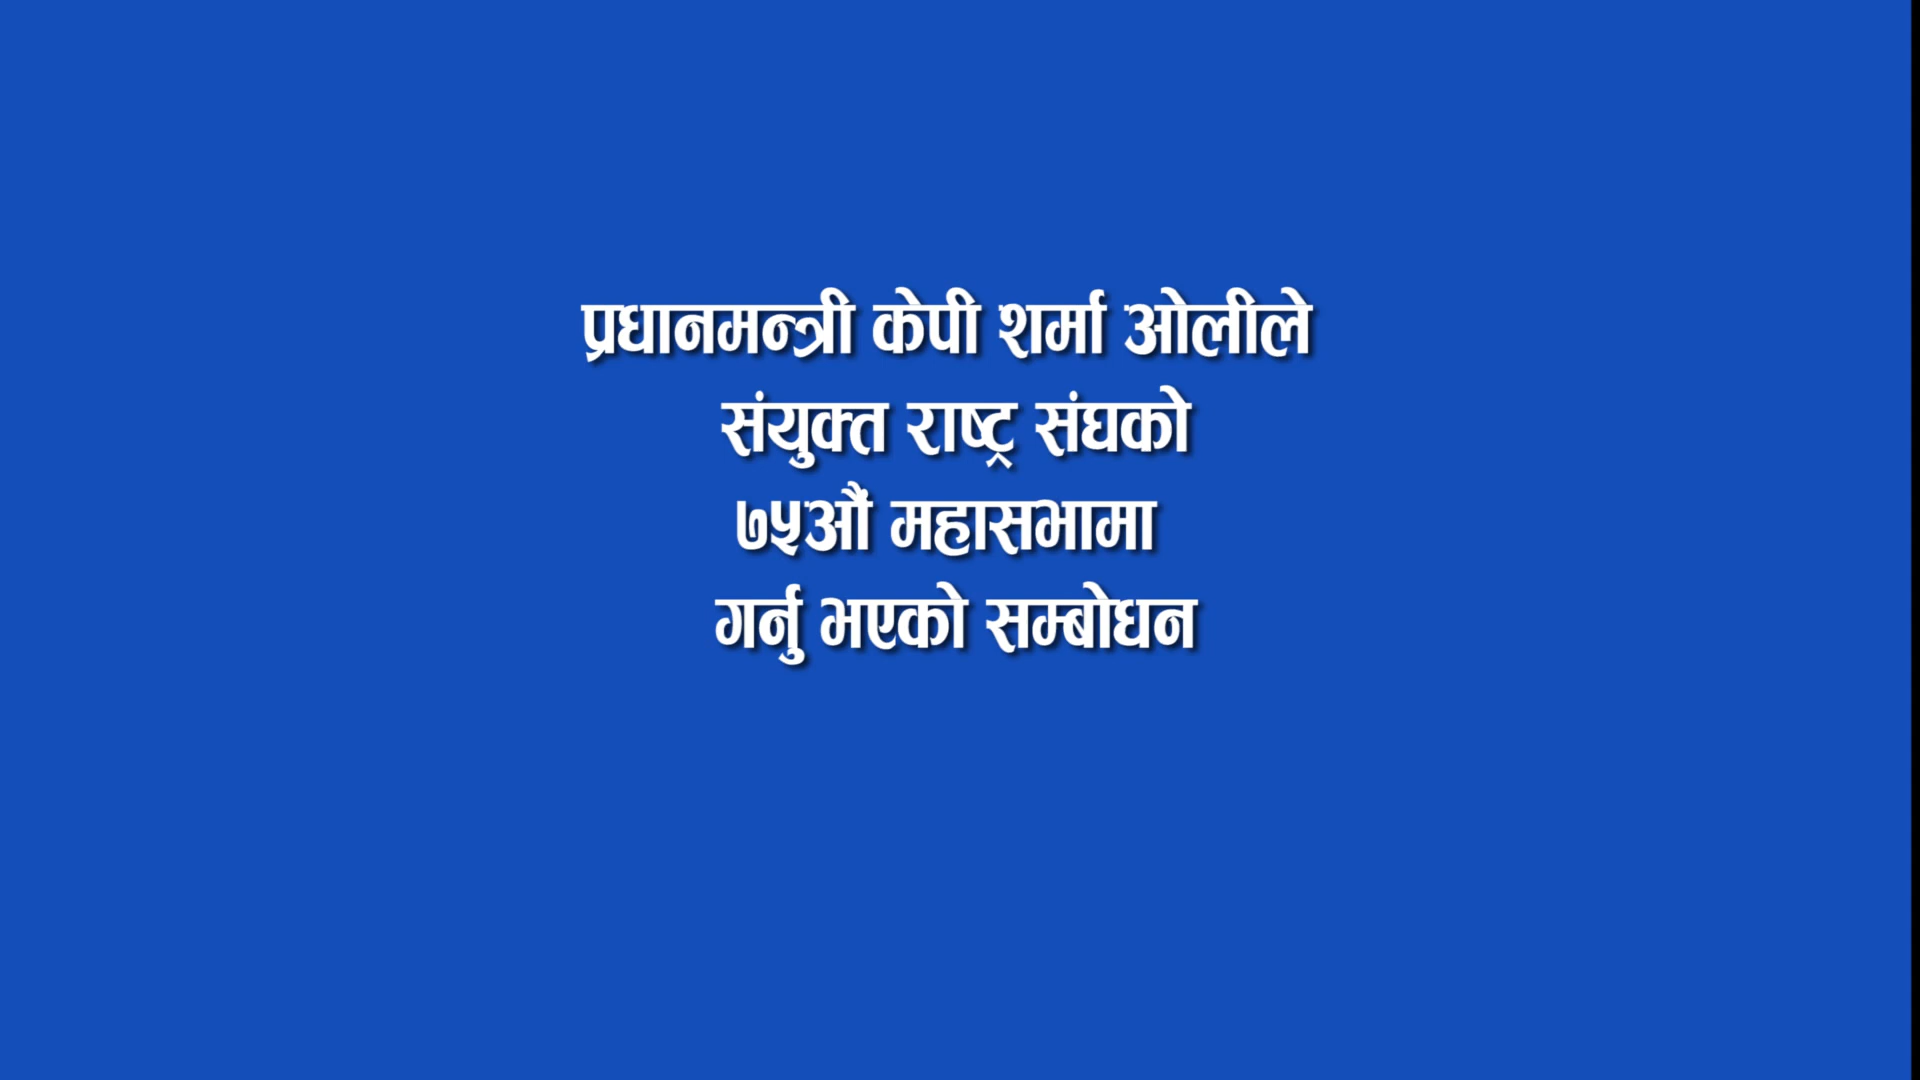 प्रधानमन्त्री केपी शर्मा ओलीले
संयुक्त राष्ट्र संघको
७५औं महासभामा
गर्नु भएको सम्बोधन